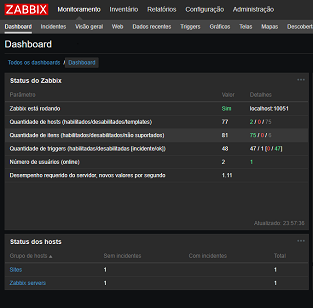 ZABBIX Monitoramento Inventário Relatórios Configuração Administração
Dashboard Incidentes Visão geral Web Dados recentes Triggers Gráficos Telas Mapas Descobert
Dashboard
Todos os dashboards / Dashboard
Status do Zabbix
Parâmetro Valor Detalhes
Zabbix está rodando Sim localhost:10051
Quantidade de hosts (habilitados/desabilitados/templates) 77 2 / 0 / 75
Quantidade de itens (habilitados/desabilitados/não suportados) 81 75 / 0 / 6
Quantidade de triggers (habilitadas/desabilitadas [incidente/ok]) 48 47 / 1 [0 / 47]
Número de usuários (online) 2 1
Desempenho requerido do servidor, novos valores por segundo 1.11
Atualizado: 23:57:36
Status dos hosts
Grupo de hosts Sem incidentes Com incidentes Total
Sites 1 1
Zabbix servers 1 1